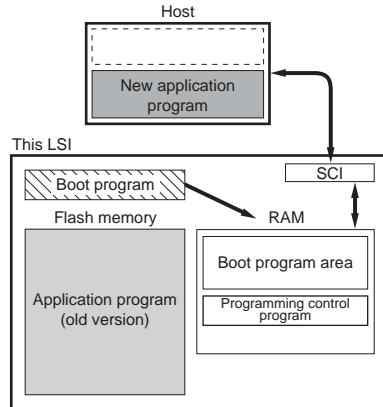 Host
New application
program
This LSI
SCI
Boot program
Flash memory
RAM
Application program
(old version)
Boot program area
Programming control
program